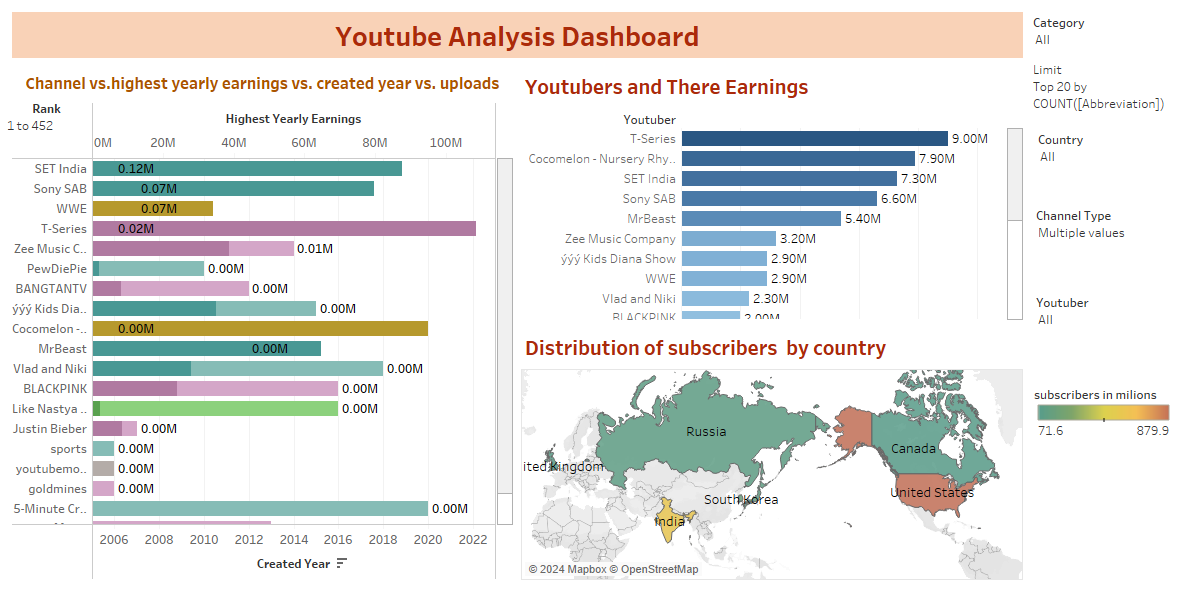 Youtube Analysis Dashboard
Channel vs.highest yearly earnings vs. created year vs. uploads
Rank
1 to 452
Highest Yearly Earnings
0M 20M 40M 60M 80M 100M
SET India 0.12M
Sony SAB 0.07M
WWE 0.07M
T-Series 0.02M
Zee Music C.. 0.01M
PewDiePie 0.00M
BANGTANTV 0.00M
ýýý Kids Dia.. 0.00M
Cocomelon -.. 0.00M
MrBeast 0.00M
Vlad and Niki 0.00M
BLACKPINK 0.00M
Like Nastya .. 0.00M
Justin Bieber 0.00M
sports 0.00M
youtubemo.. 0.00M
goldmines 0.00M
5-Minute Cr.. 0.00M
2006 2008 2010 2012 2014 2016 2018 2020 2022
Created Year
Youtubers and There Earnings
Youtuber
T-Series 9.00M
Cocomelon - Nursery Rhy.. 7.90M
SET India 7.30M
Sony SAB 6.60M
MrBeast 5.40M
Zee Music Company 3.20M
ýýý Kids Diana Show 2.90M
WWE 2.90M
Vlad and Niki 2.30M
BLACKPINK 2.00M
Distribution of subscribers by country
Russia
Canada
ited Kingdom
United States
South Korea
India
© 2024 Mapbox © OpenStreetMap
Category
All
Limit
Top 20 by
COUNT([Abbreviation])
Country
All
Channel Type
Multiple values
Youtuber
All
subscribers in milions
71.6 879.9